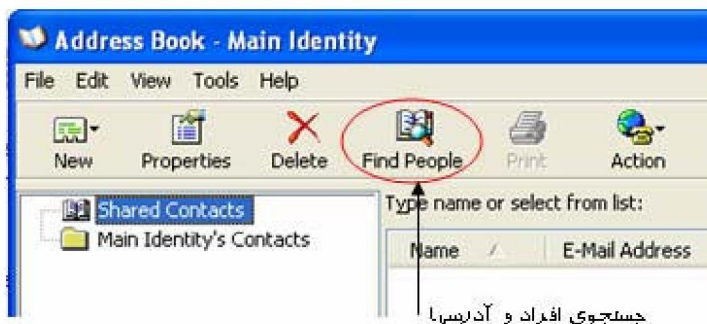 Address Book - Main Identity
File Edit View Tools Help
New Properties Delete Find People Print Action
Shared Contacts
Main Identity's Contacts
Type name or select from list:
Name E-Mail Address
جستجوی افراد و آدرسها